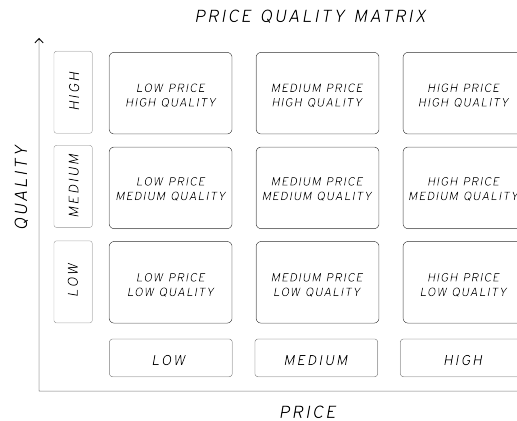 PRICE QUALITY MATRIX
QUALITY
HIGH
LOW PRICE
HIGH QUALITY
MEDIUM PRICE
HIGH QUALITY
HIGH PRICE
HIGH QUALITY
MEDIUM
LOW PRICE
MEDIUM QUALITY
MEDIUM PRICE
MEDIUM QUALITY
HIGH PRICE
MEDIUM QUALITY
LOW
LOW PRICE
LOW QUALITY
MEDIUM PRICE
LOW QUALITY
HIGH PRICE
LOW QUALITY
LOW
MEDIUM
HIGH
PRICE